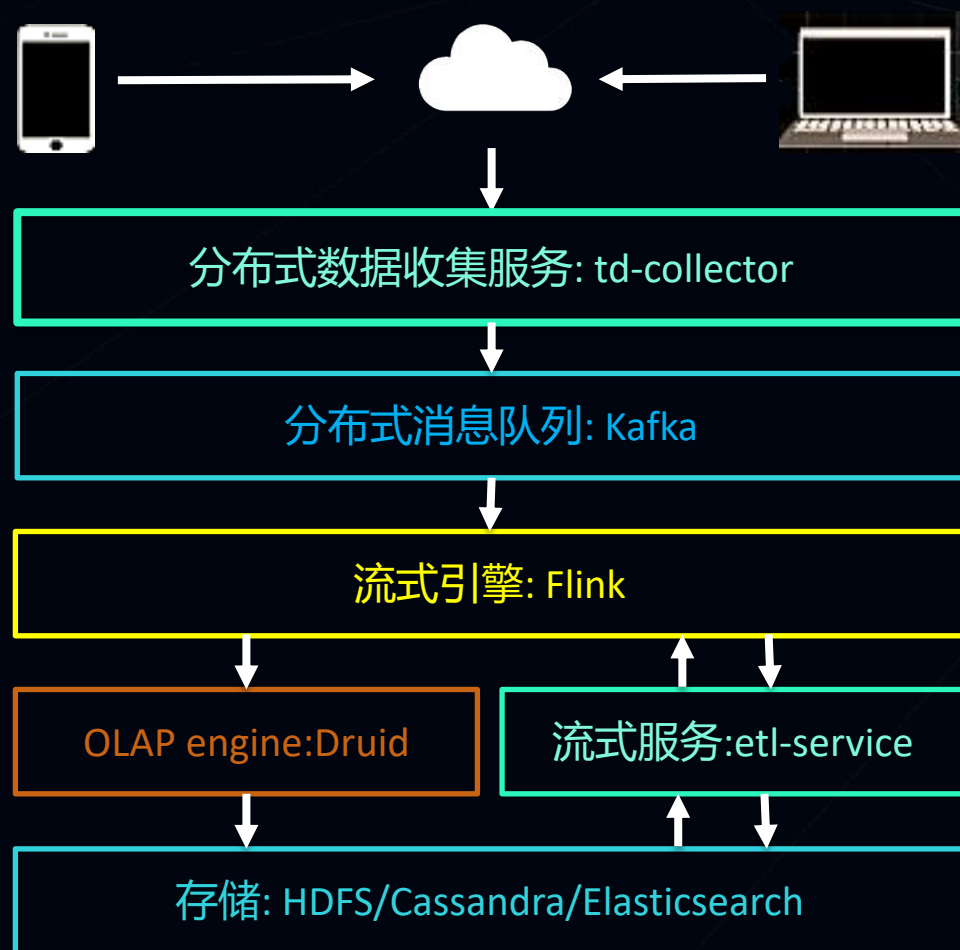 分布式数据收集服务: td-collector
分布式消息队列: Kafka
流式引擎: Flink
OLAP engine:Druid
流式服务:etl-service
存储: HDFS/Cassandra/Elasticsearch